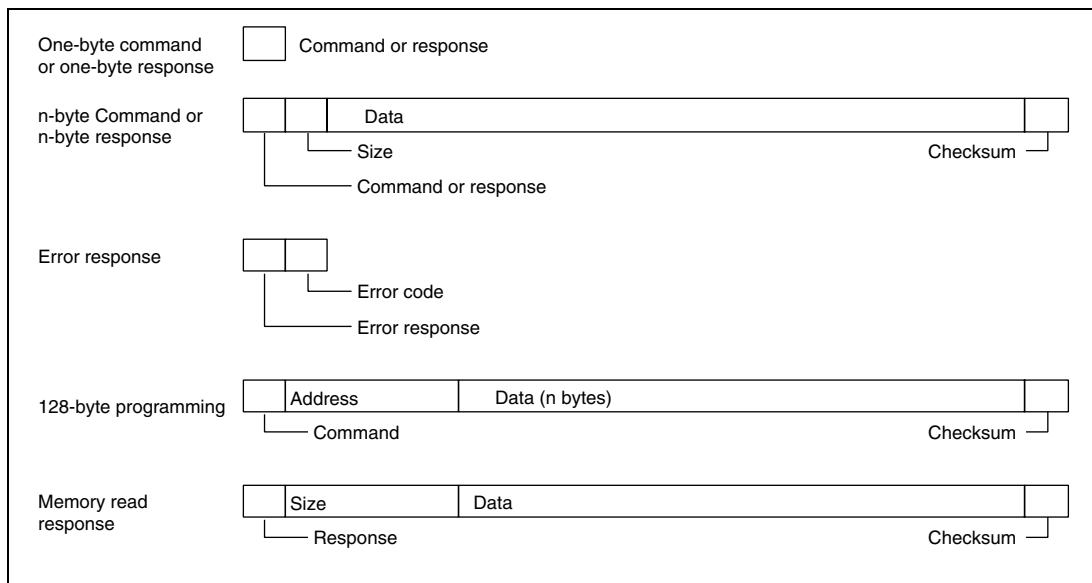 One-byte command
or one-byte response
Command or response
n-byte Command or
n-byte response
Data
Size
Checksum
Command or response
Error response
Error code
Error response
128-byte programming
Address
Data (n bytes)
Command
Checksum
Memory read
response
Size
Data
Response
Checksum